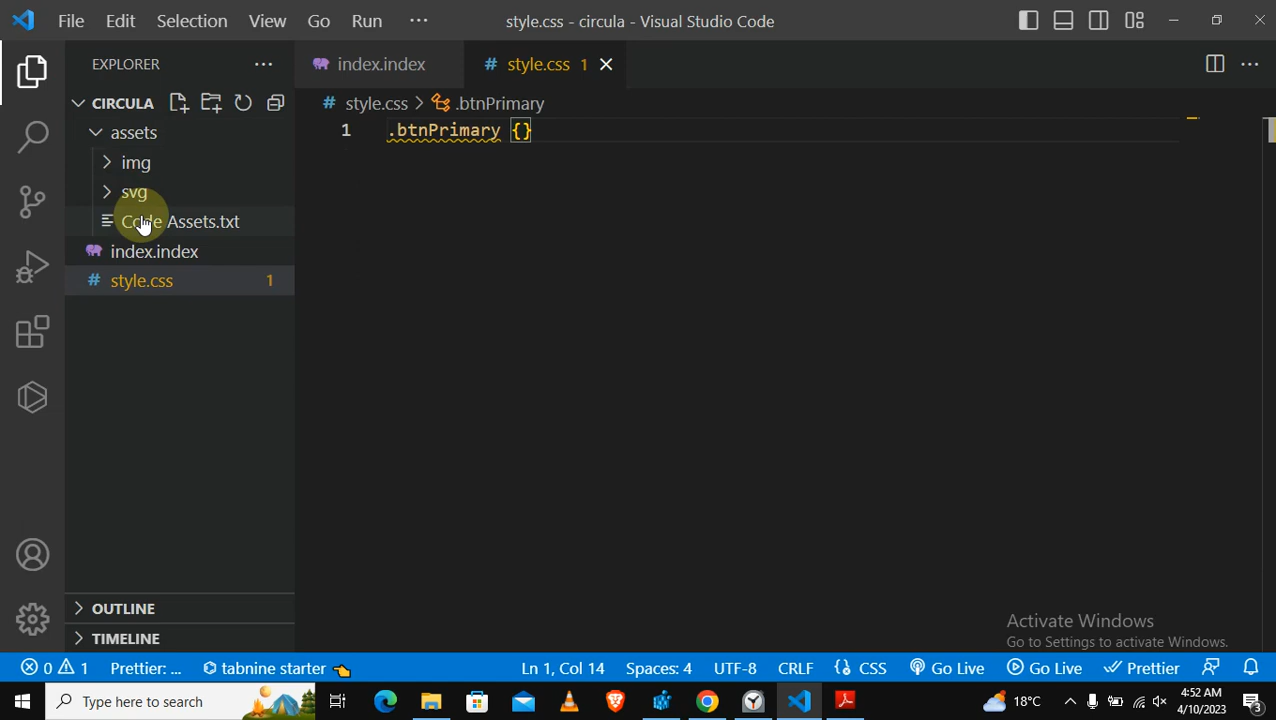 File Edit Selection View Go Run ··· style.css - circula - Visual Studio Code
EXPLORER ··· index.index # style.css 1
CIRCULA # style.css > .btnPrimary
assets 1 .btnPrimary {}
img
svg
Code Assets.txt
index.index
# style.css 1
OUTLINE
TIMELINE
Activate Windows
Go to Settings to activate Windows.
0 1 Prettier: ... tabnine starter Ln 1, Col 14 Spaces: 4 UTF-8 CRLF {} CSS Go Live Go Live Prettier
Type here to search 18°C 4:52 AM
4/10/2023 3